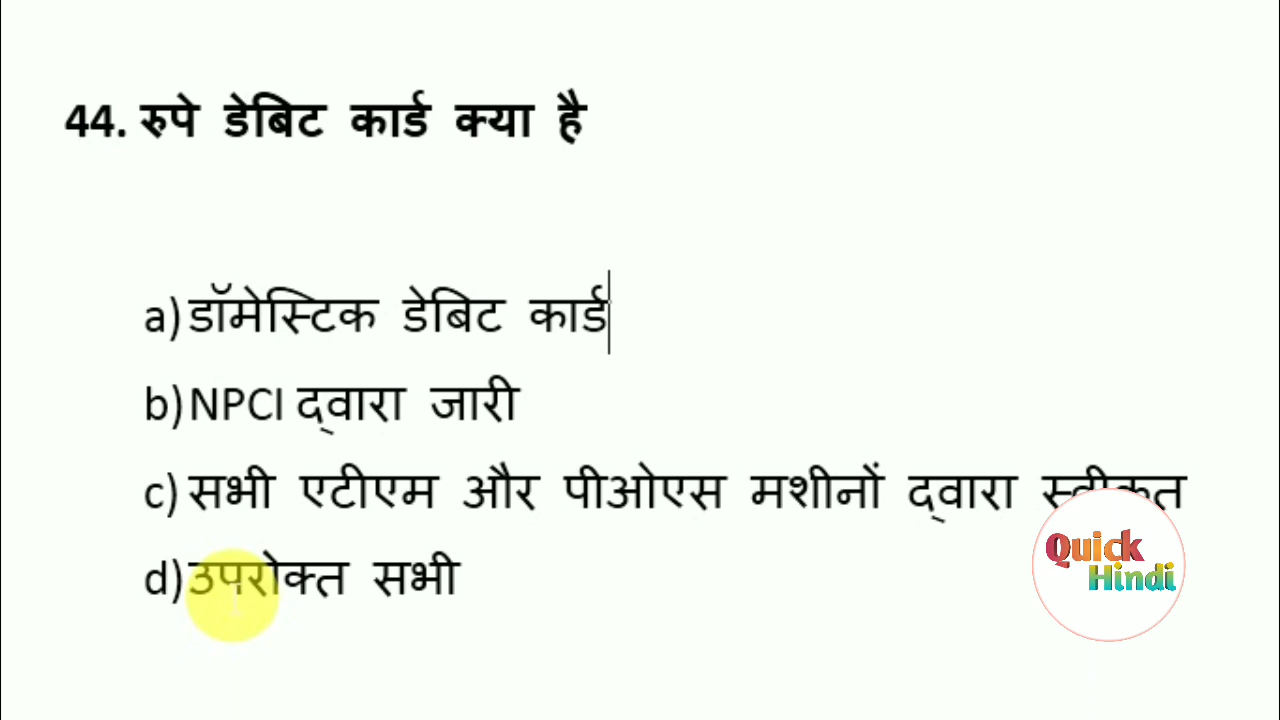 44. रुपे डेबिट कार्ड क्या है
a) डॉमेस्टिक डेबिट कार्ड
b) NPCI द्वारा जारी
c) सभी एटीएम और पीओएस मशीनों द्वारा स्वीकृत
d) उपरोक्त सभी
Quick
Hindi